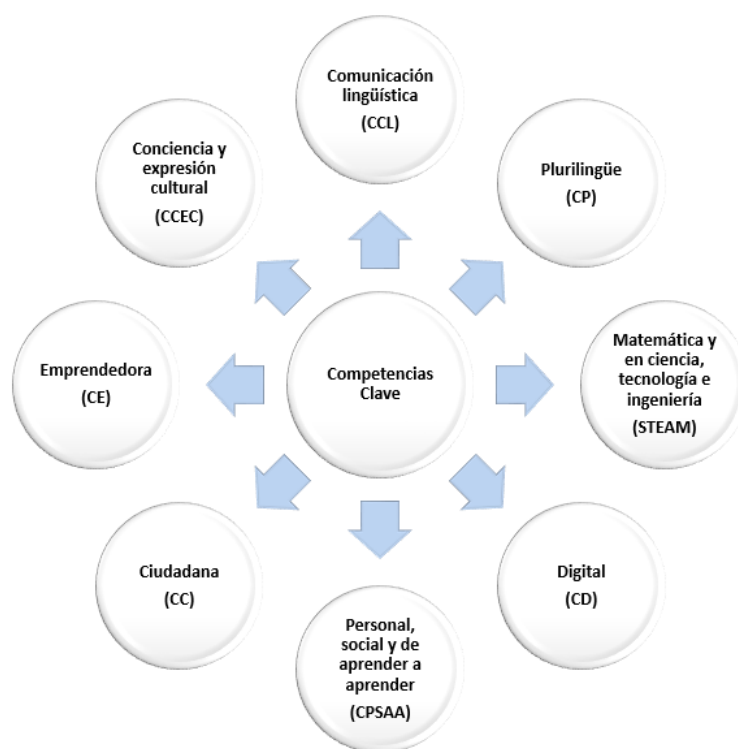 Comunicación
lingüística
(CCL)
Plurilingüe
(CP)
Matemática y
en ciencia,
tecnología e
ingeniería
(STEAM)
Digital
(CD)
Personal,
social y de
aprender a
aprender
(CPSAA)
Ciudadana
(CC)
Emprendedora
(CE)
Conciencia y
expresión
cultural
(CCEC)
Competencias
Clave